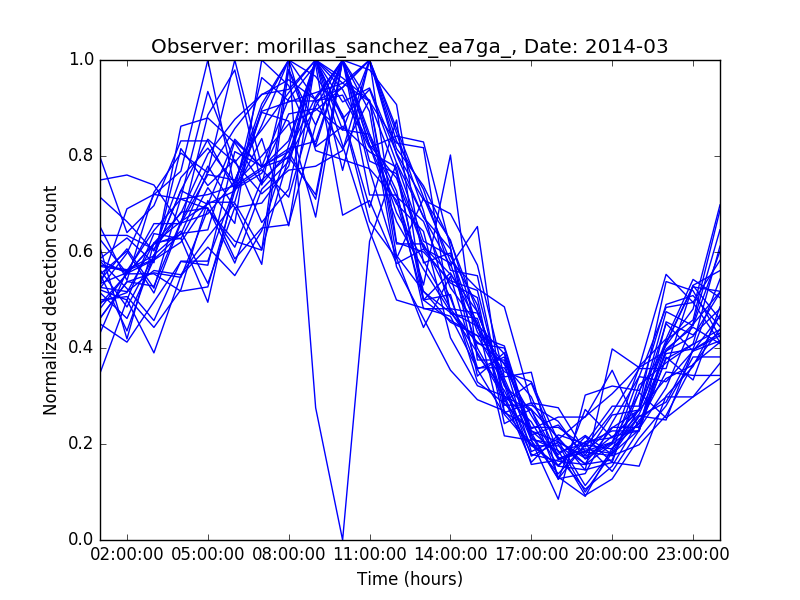 Observer: morillas_sanchez_ea7ga_, Date: 2014-03
1.0
0.8
0.6
0.4
0.2
0.0
Normalized detection count
02:00:00 05:00:00 08:00:00 11:00:00 14:00:00 17:00:00 20:00:00 23:00:00
Time (hours)